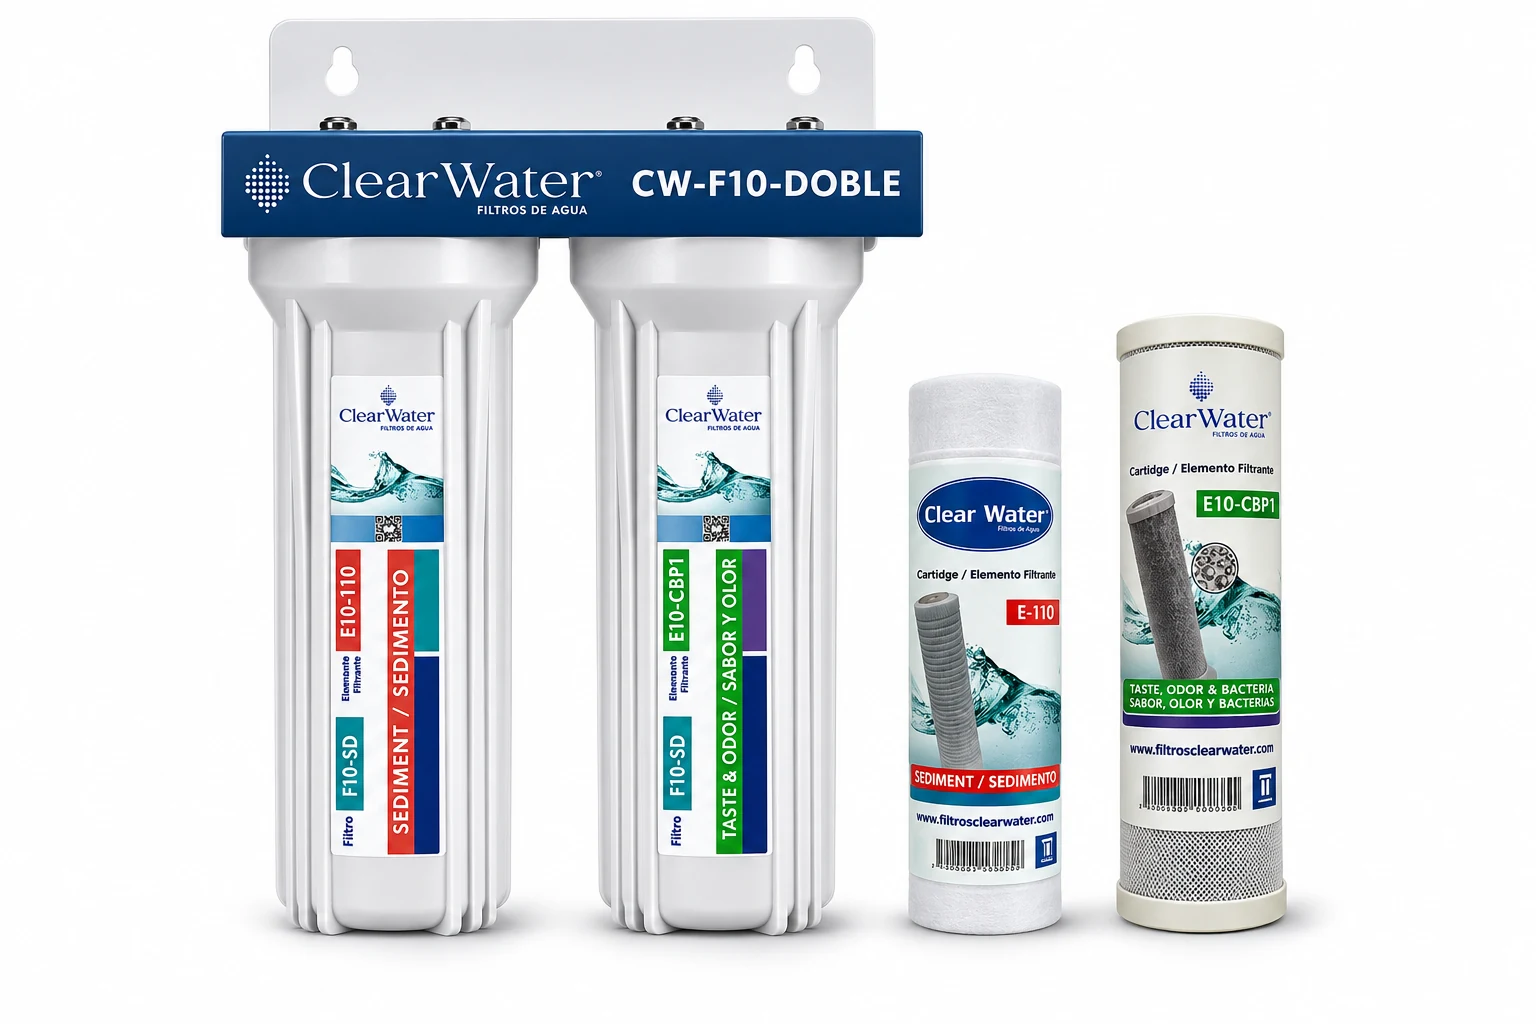 ClearWater®
FILTROS DE AGUA
CW-F10-DOBLE
ClearWater
FILTROS DE AGUA
E10-110
Filtrante
F10-SD
Filtro
SEDIMENT / SEDIMENTO
ClearWater
FILTROS DE AGUA
E10-CBP1
Filtrante
F10-SD
Filtro
TASTE & ODOR / SABOR Y OLOR
Clear Water®
Filtros de Agua
Cartidge / Elemento Filtrante
E-110
SEDIMENT / SEDIMENTO
www.filtrosclearwater.com
ClearWater®
FILTROS DE AGUA
Cartidge / Elemento Filtrante
E10-CBP1
TASTE, ODOR & BACTERIA
SABOR, OLOR Y BACTERIAS
www.filtrosclearwater.com